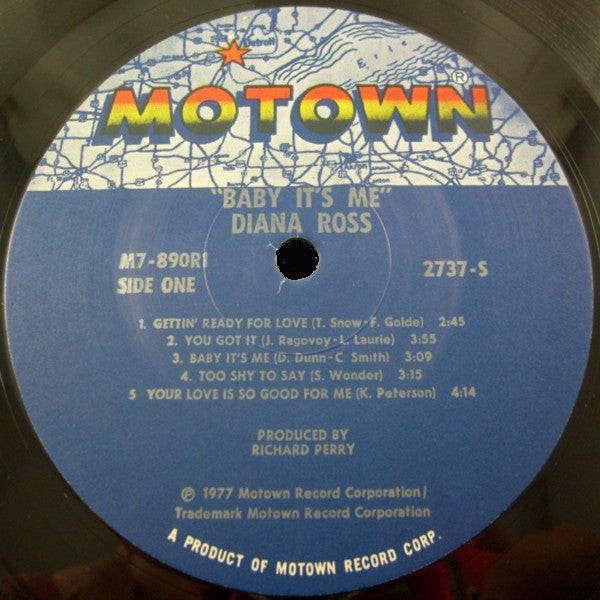 Detroit
ERIE
MOTOWN®
"BABY IT'S ME"
DIANA ROSS
M7-890R1
2737-S
SIDE ONE
1. GETTIN' READY FOR LOVE (T. Snow-F. Golde) 2:45
2. YOU GOT IT (J. Ragovoy-L. Laurie) 3:55
3. BABY IT'S ME (D. Dunn-C Smith) 3:09
4. TOO SHY TO SAY (S. Wonder) 3:15
5 YOUR LOVE IS SO GOOD FOR ME (K. Peterson) 4:14
PRODUCED BY
RICHARD PERRY
℗ 1977 Motown Record Corporation/
Trademark Motown Record Corporation
A PRODUCT OF MOTOWN RECORD CORP.